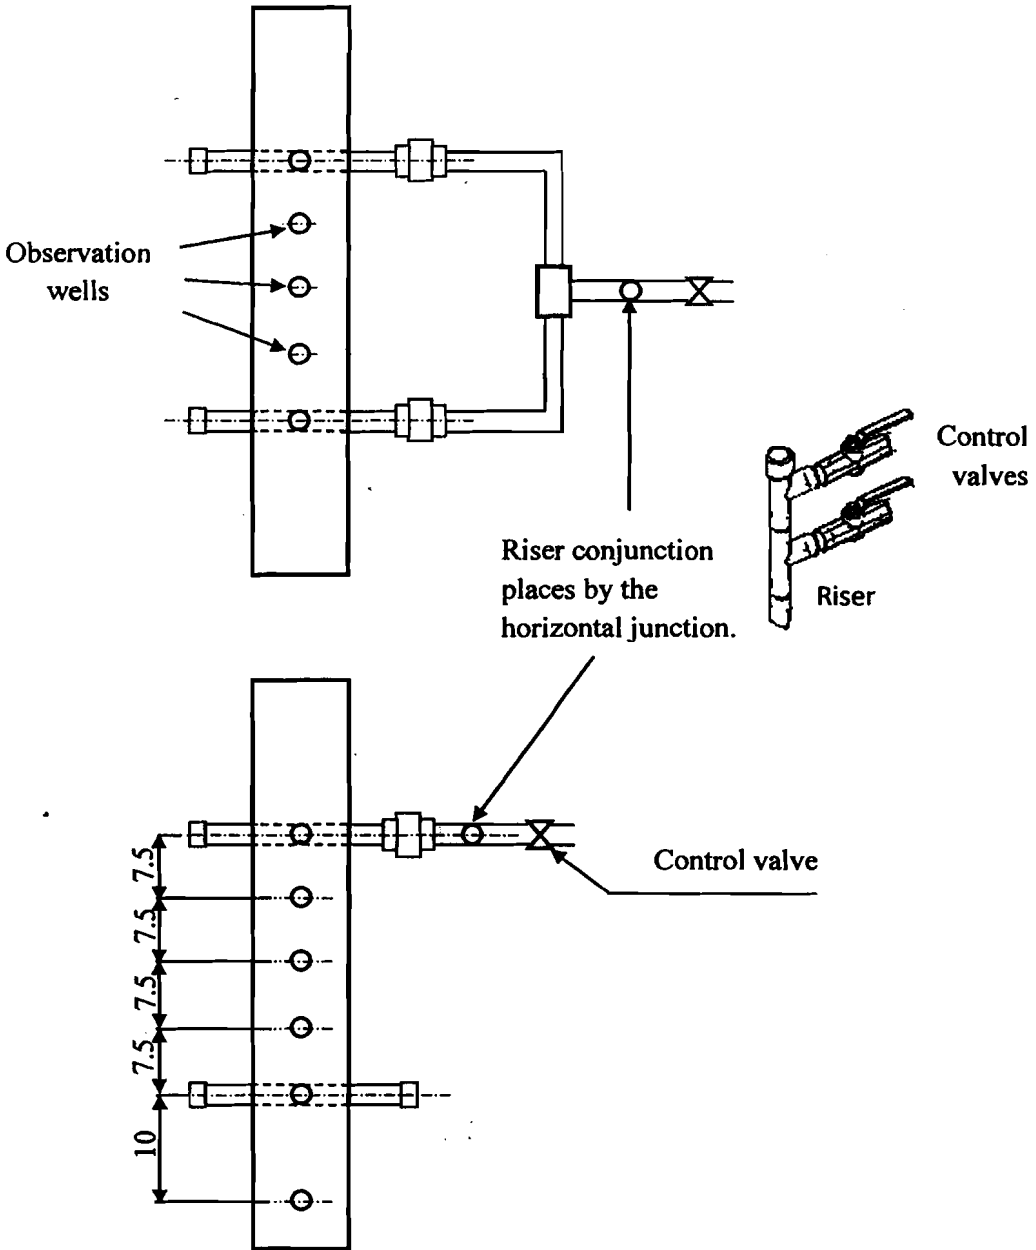 Observation
wells
Control
valves
Riser conjunction
places by the
horizontal junction.
Riser
Control valve
7.5
7.5
7.5
7.5
10